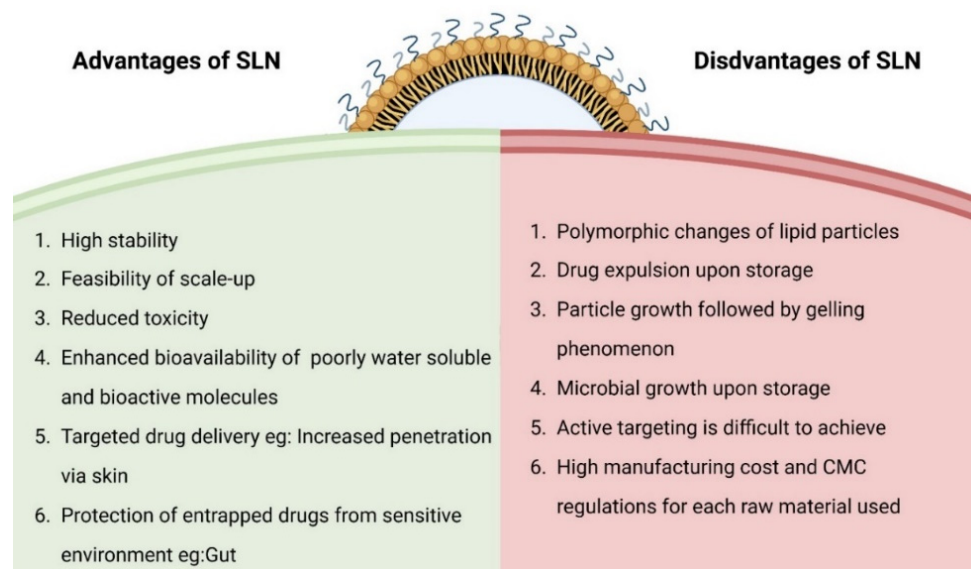 Advantages of SLN
Disdvantages of SLN
1. High stability
2. Feasibility of scale-up
3. Reduced toxicity
4. Enhanced bioavailability of poorly water soluble
and bioactive molecules
5. Targeted drug delivery eg: Increased penetration
via skin
6. Protection of entrapped drugs from sensitive
environment eg:Gut
1. Polymorphic changes of lipid particles
2. Drug expulsion upon storage
3. Particle growth followed by gelling
phenomenon
4. Microbial growth upon storage
5. Active targeting is difficult to achieve
6. High manufacturing cost and CMC
regulations for each raw material used